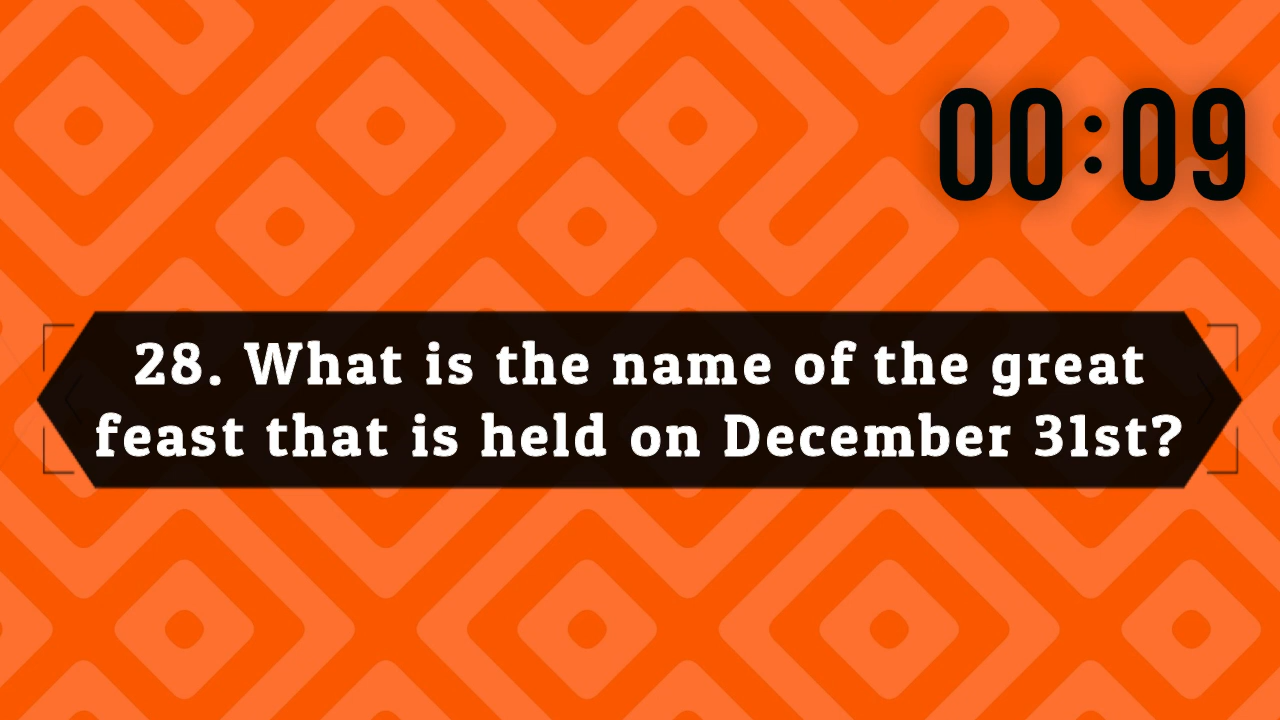 00:09
28. What is the name of the great
feast that is held on December 31st?